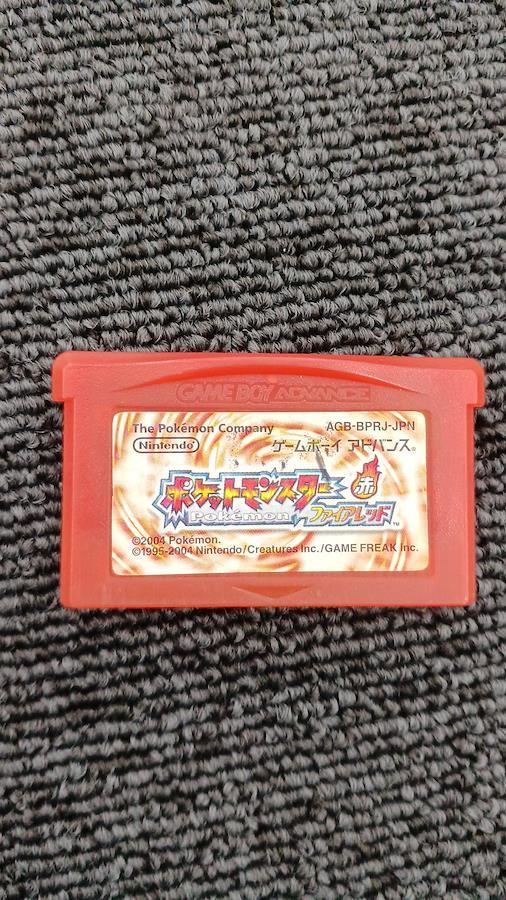 GAME BOY ADVANCE
The Pokémon Company AGB-BPRJ-JPN
Nintendo ゲームボーイ アドバンス®
ポケットモンスター 赤
Pokémon ファイアレッド™
©2004 Pokémon.
©1995-2004 Nintendo/Creatures Inc./GAME FREAK inc.